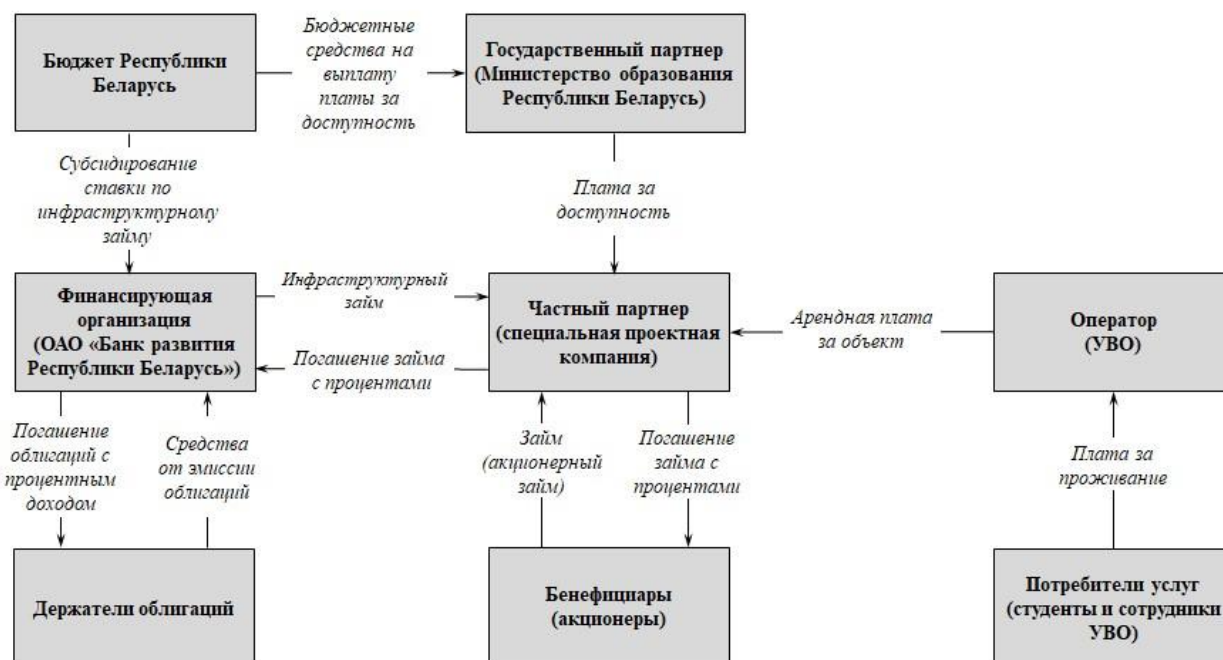 Бюджет Республики
Беларусь
Бюджетные
средства на
выплату
платы за
доступность
Государственный партнер
(Министерство образования
Республики Беларусь)
Субсидирование
ставки по
инфраструктурному
займу
Плата за
доступность
Финансирующая
организация
(ОАО «Банк развития
Республики Беларусь»)
Инфраструктурный
займ
Погашение займа
с процентами
Частный партнер
(специальная проектная
компания)
Арендная плата
за объект
Оператор
(УВО)
Погашение
облигаций с
процентным
доходом
Средства
от эмиссии
облигаций
Займ
(акционерный
займ)
Погашение
займа с
процентами
Плата за
проживание
Держатели облигаций
Бенефициары
(акционеры)
Потребители услуг
(студенты и сотрудники
УВО)